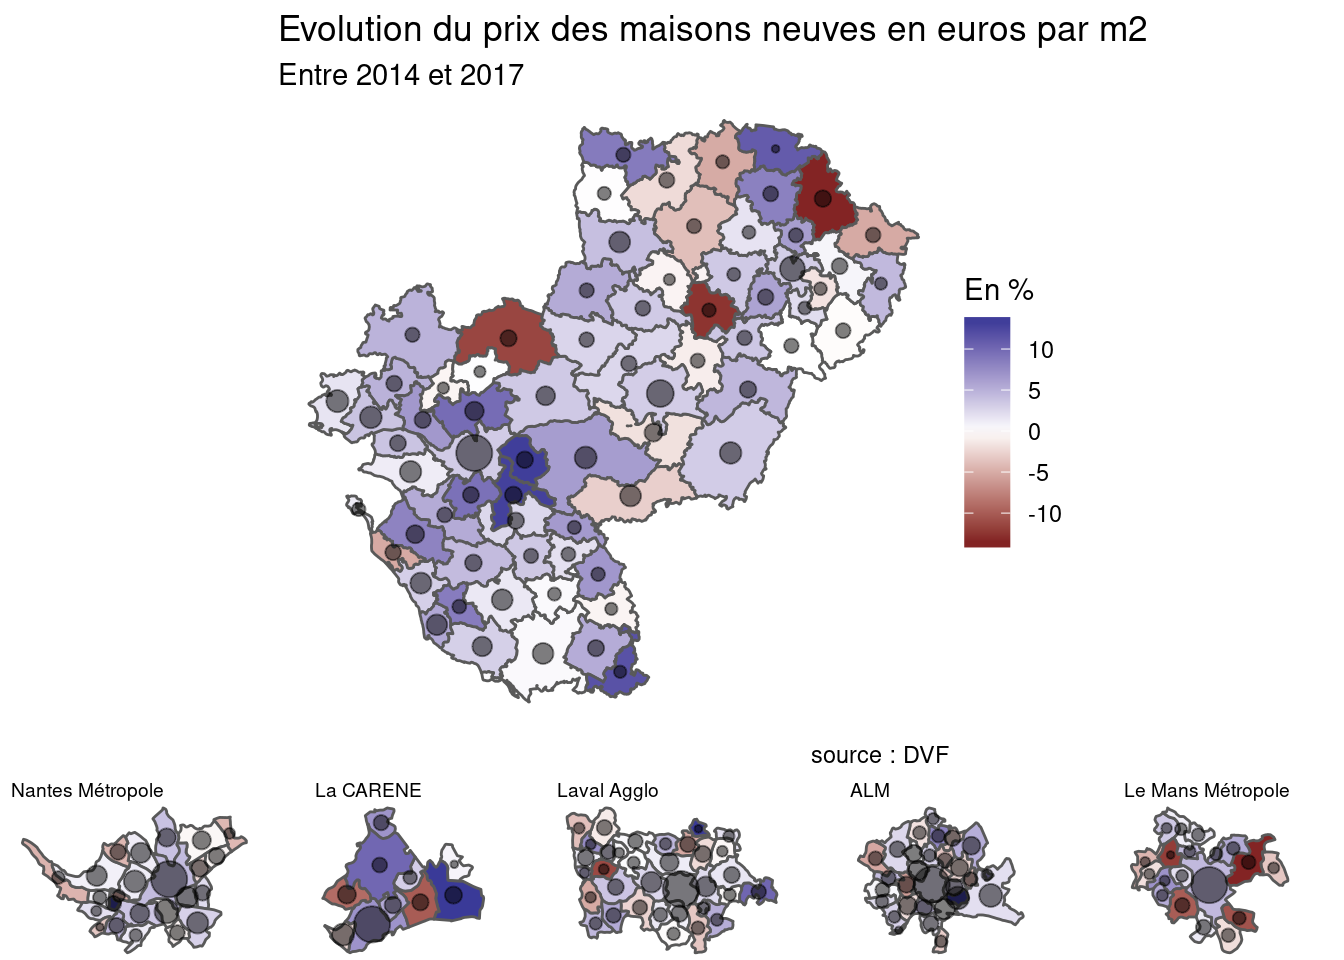 Evolution du prix des maisons neuves en euros par m2
Entre 2014 et 2017
En %
10
5
0
-5
-10
source : DVF
Nantes Métropole
La CARENE
Laval Agglo
ALM
Le Mans Métropole